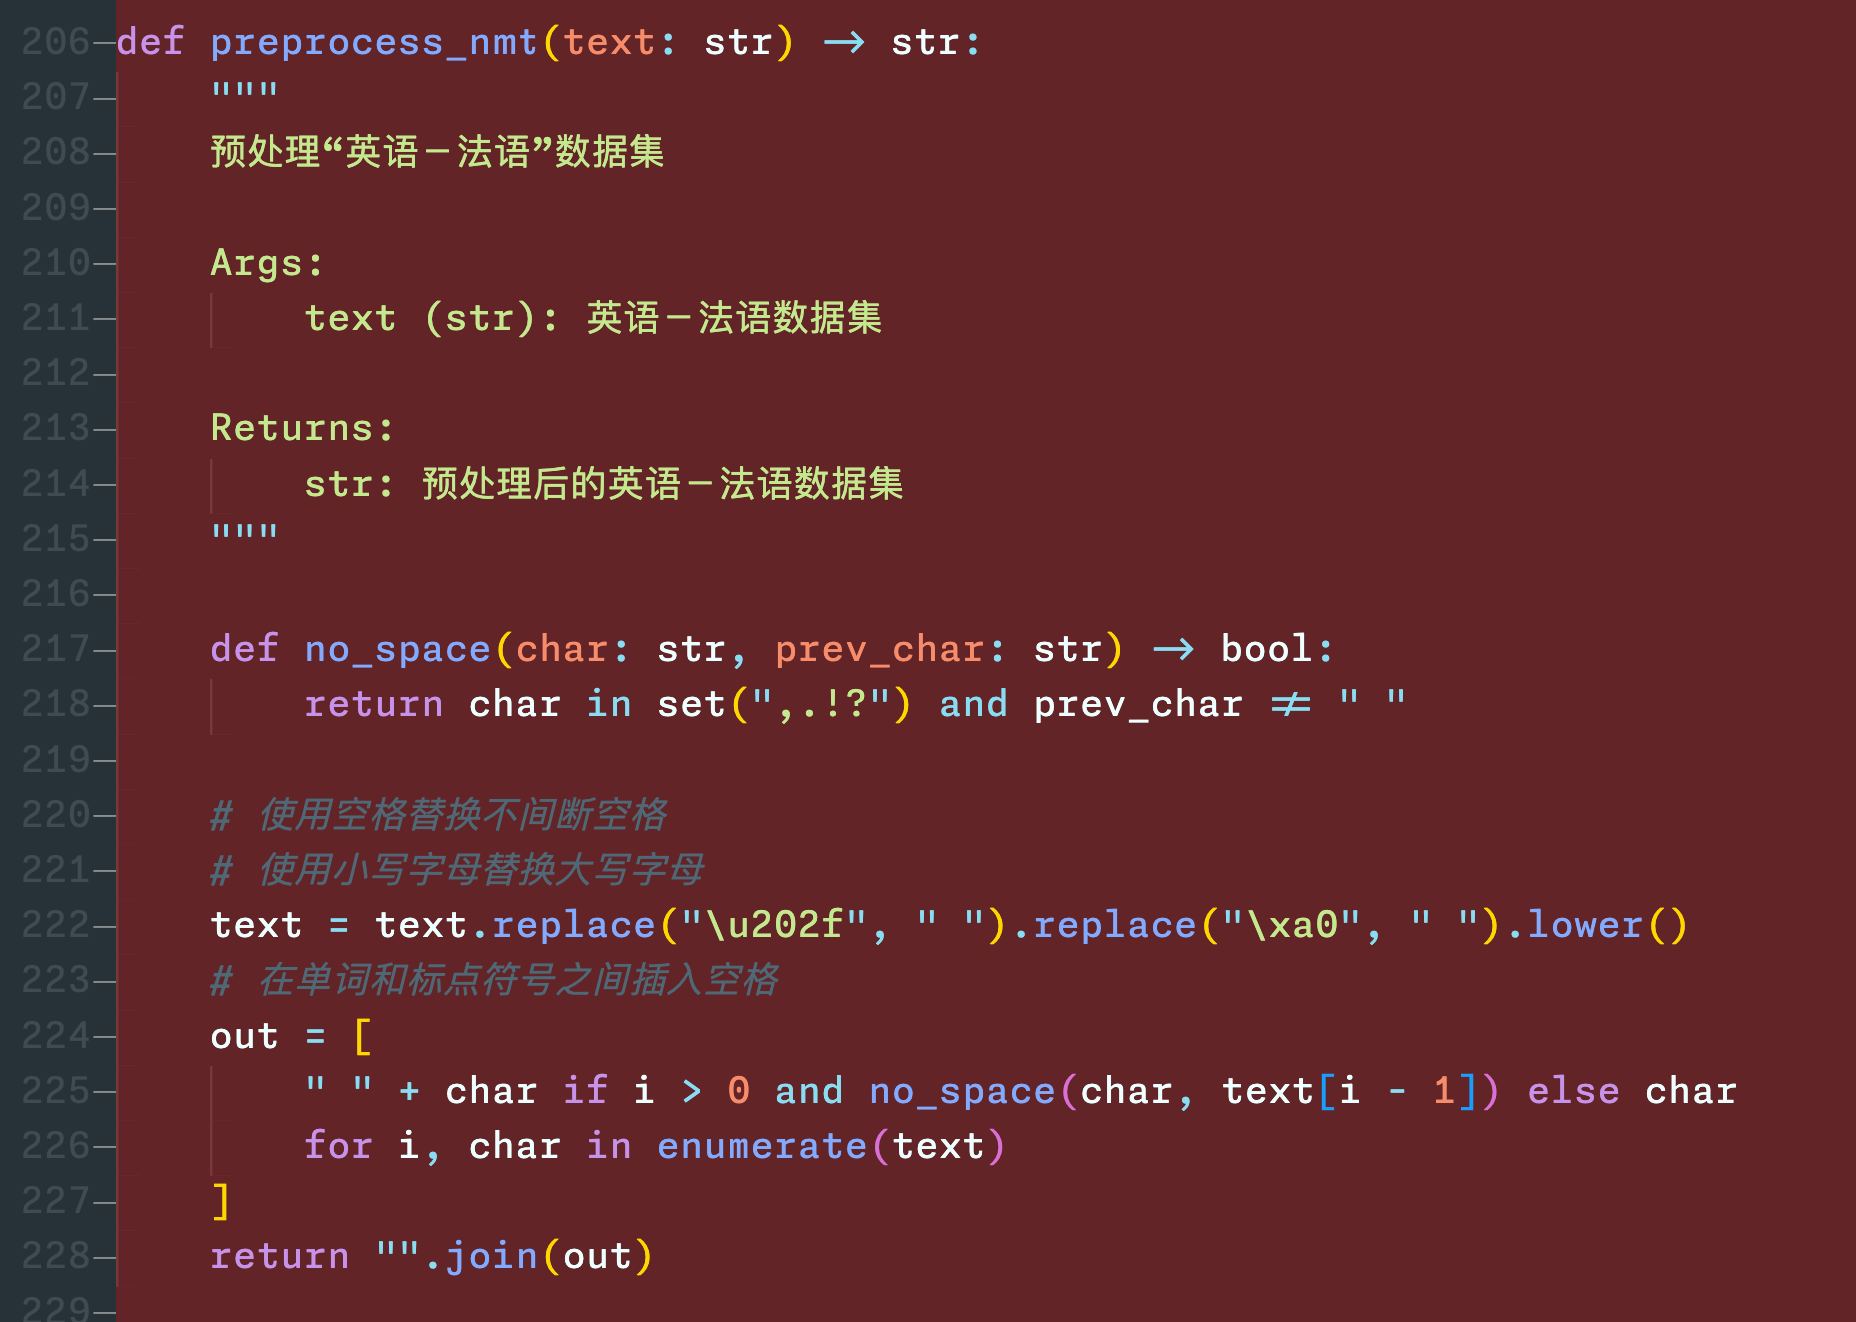 206 def preprocess_nmt(text: str) -> str:
207     """
208     预处理“英语－法语”数据集
209
210     Args:
211         text (str): 英语－法语数据集
212
213     Returns:
214         str: 预处理后的英语－法语数据集
215     """
216
217     def no_space(char: str, prev_char: str) -> bool:
218         return char in set(",.!?") and prev_char != " "
219
220     # 使用空格替换不间断空格
221     # 使用小写字母替换大写字母
222     text = text.replace("\u202f", " ").replace("\xa0", " ").lower()
223     # 在单词和标点符号之间插入空格
224     out = [
225         " " + char if i > 0 and no_space(char, text[i - 1]) else char
226         for i, char in enumerate(text)
227     ]
228     return "".join(out)
229